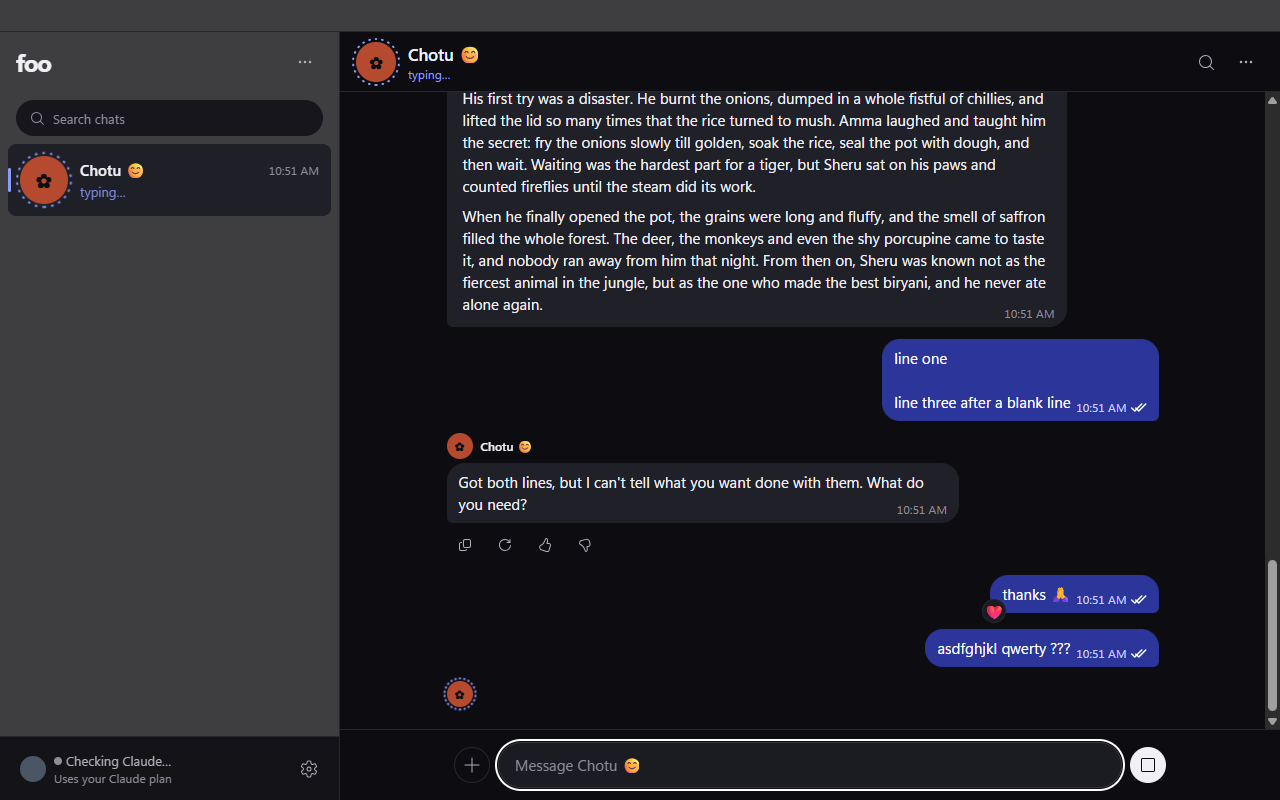 foo
Search chats
Chotu 😊 10:51 AM
typing...
Checking Claude...
Uses your Claude plan
Chotu 😊
typing...
His first try was a disaster. He burnt the onions, dumped in a whole fistful of chillies, and
lifted the lid so many times that the rice turned to mush. Amma laughed and taught him
the secret: fry the onions slowly till golden, soak the rice, seal the pot with dough, and
then wait. Waiting was the hardest part for a tiger, but Sheru sat on his paws and
counted fireflies until the steam did its work.
When he finally opened the pot, the grains were long and fluffy, and the smell of saffron
filled the whole forest. The deer, the monkeys and even the shy porcupine came to taste
it, and nobody ran away from him that night. From then on, Sheru was known not as the
fiercest animal in the jungle, but as the one who made the best biryani, and he never ate
alone again.
10:51 AM
line one
line three after a blank line 10:51 AM
Chotu 😊
Got both lines, but I can't tell what you want done with them. What do
you need?
10:51 AM
thanks 🙏 10:51 AM
❤️
asdfghjkl qwerty ??? 10:51 AM
Message Chotu 😊